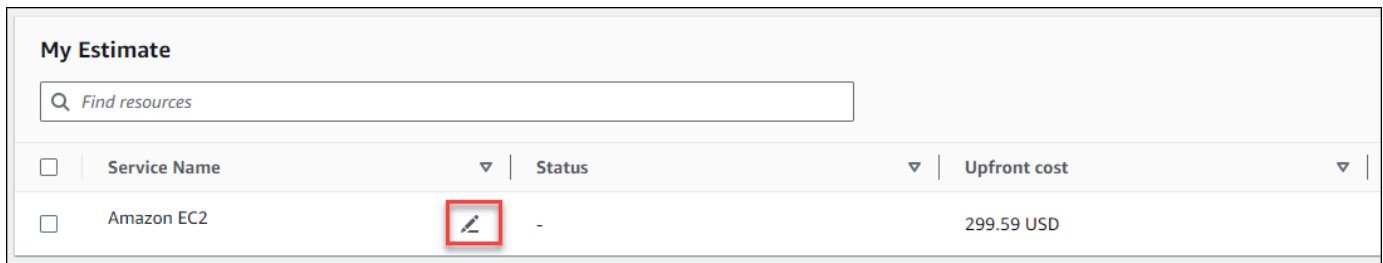 My Estimate
Find resources
Service Name Status Upfront cost
Amazon EC2 - 299.59 USD